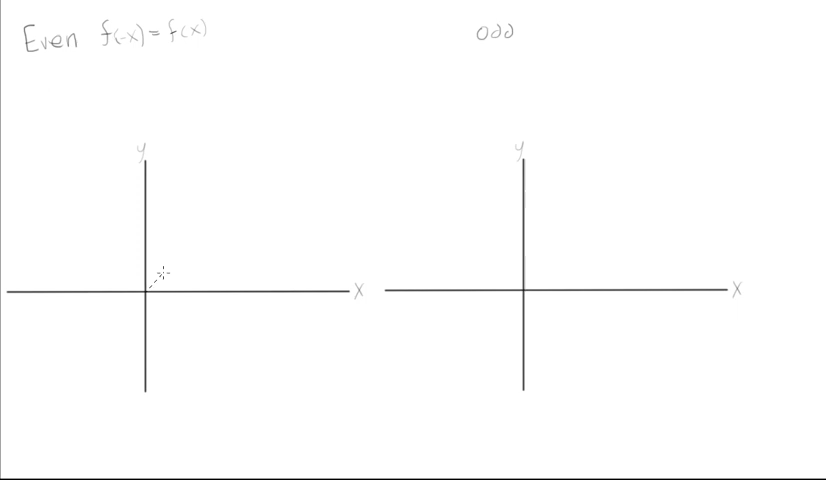 Even f(-x) = f(x)
odd
y
y
x
x